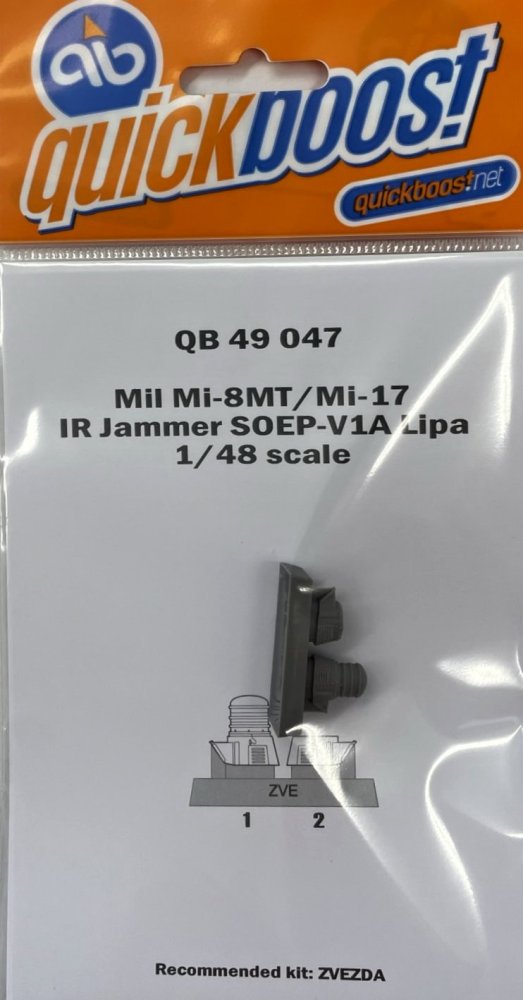 qb
quickboost
quickboost.net
QB 49 047
Mil Mi-8MT/Mi-17
IR Jammer SOEP-V1A Lipa
1/48 scale
ZVE
1 2
Recommended kit: ZVEZDA